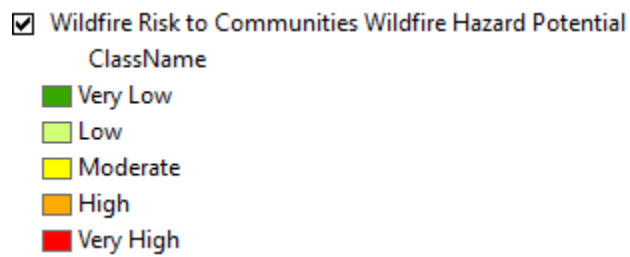 Wildfire Risk to Communities Wildfire Hazard Potential
ClassName
Very Low
Low
Moderate
High
Very High